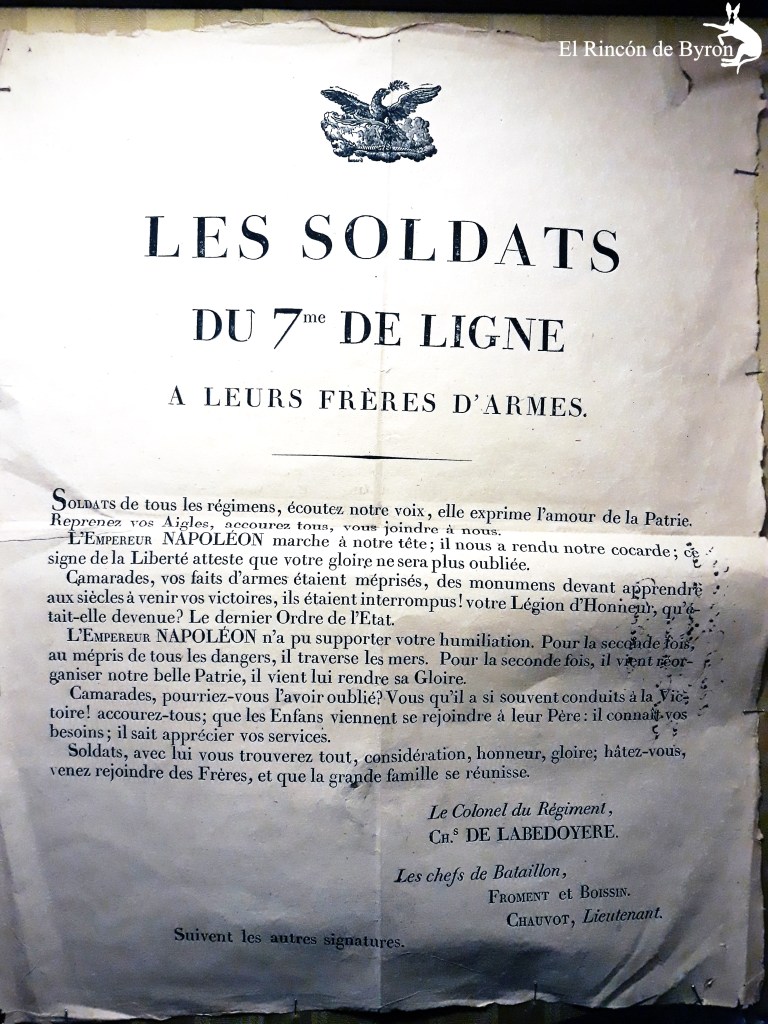 El Rincón de Byron
LES SOLDATS
DU 7me DE LIGNE
A LEURS FRÈRES D'ARMES.
SOLDATS de tous les régimens, écoutez notre voix, elle exprime l'amour de la Patrie.
Reprenez vos Aigles, accourez tous, vous joindre à nous.
L'EMPEREUR NAPOLÉON marche à notre tête; il nous a rendu notre cocarde; ce
signe de la Liberté atteste que votre gloire ne sera plus oubliée.
Camarades, vos faits d'armes étaient méprisés, des monumens devant apprendre
aux siècles à venir vos victoires, ils étaient interrompus! votre Légion d'Honneur, qu'é-
tait-elle devenue? Le dernier Ordre de l'Etat.
L'EMPEREUR NAPOLÉON n'a pu supporter votre humiliation. Pour la seconde fois,
au mépris de tous les dangers, il traverse les mers. Pour la seconde fois, il vient réor-
ganiser notre belle Patrie, il vient lui rendre sa Gloire.
Camarades, pourriez-vous l'avoir oublié? Vous qu'il a si souvent conduits à la Vic-
toire! accourez-tous; que les Enfans viennent se rejoindre à leur Père: il connaît vos
besoins; il sait apprécier vos services.
Soldats, avec lui vous trouverez tout, considération, honneur, gloire; hâtez-vous,
venez rejoindre des Frères, et que la grande famille se réunisse.
Le Colonel du Régiment,
CH.s DE LABEDOYERE.
Les chefs de Bataillon,
FROMENT et BOISSIN.
CHAUVOT, Lieutenant.
Suivent les autres signatures.